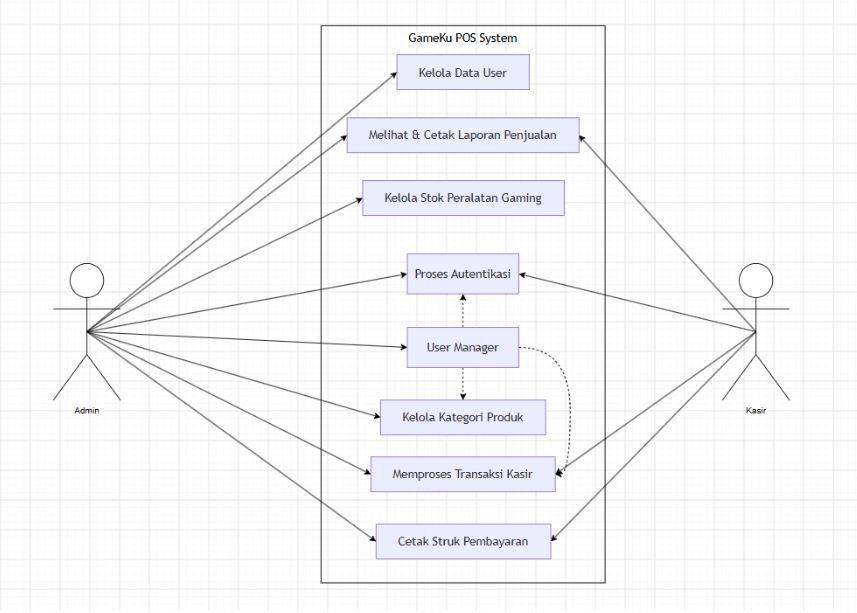 GameKu POS System
Kelola Data User
Melihat & Cetak Laporan Penjualan
Kelola Stok Peralatan Gaming
Proses Autentikasi
User Manager
Kelola Kategori Produk
Memproses Transaksi Kasir
Cetak Struk Pembayaran
Admin
Kasir